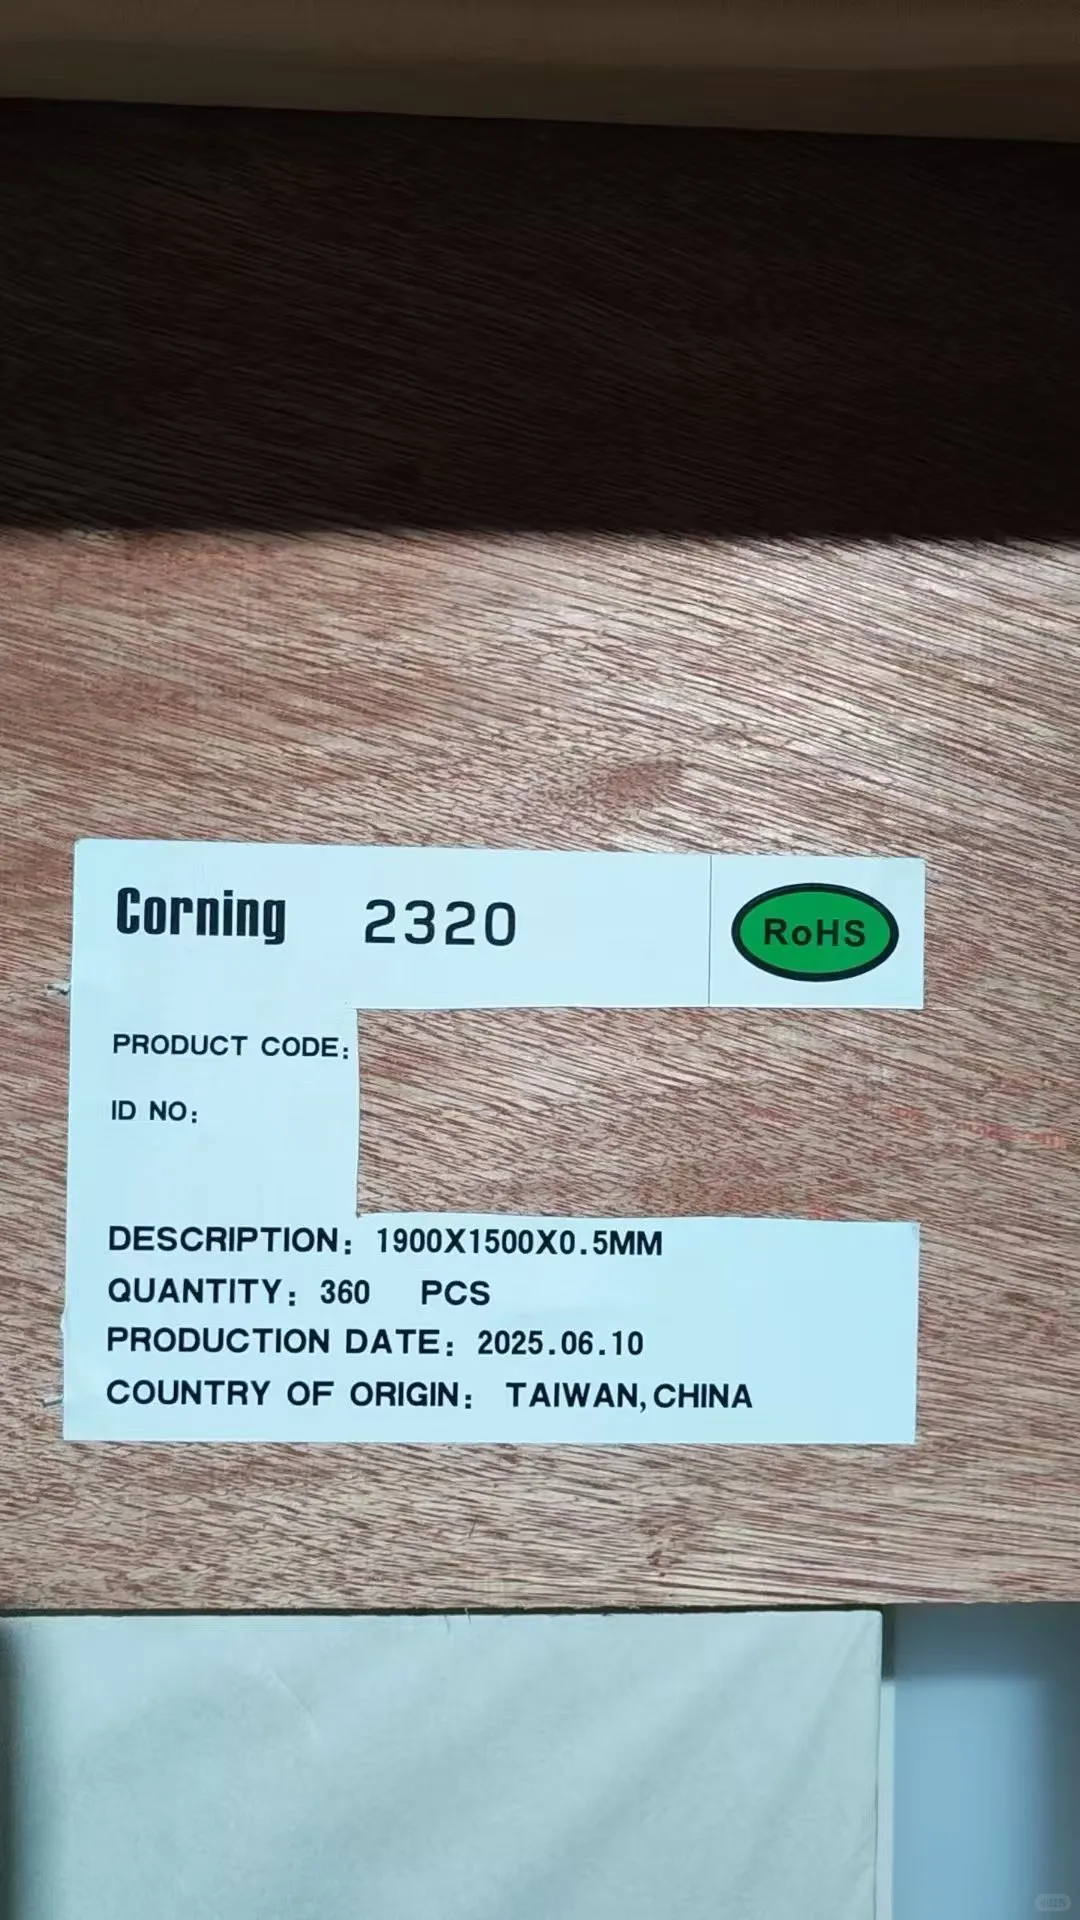 Corning 2320 RoHS
PRODUCT CODE:
ID NO:
DESCRIPTION: 1900X1500X0.5MM
QUANTITY: 360 PCS
PRODUCTION DATE: 2025.06.10
COUNTRY OF ORIGIN: TAIWAN,CHINA